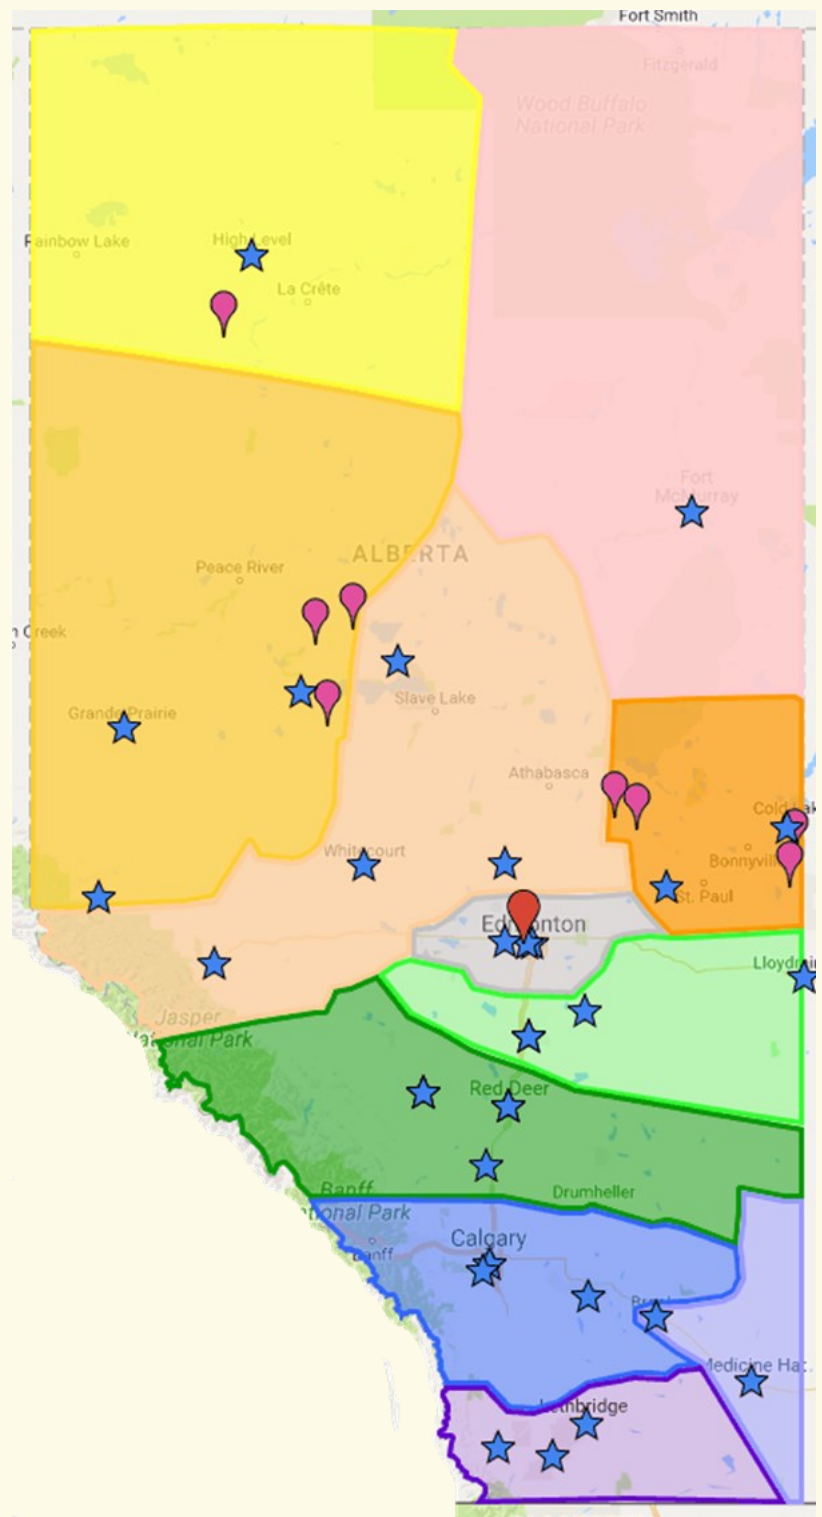 Fort Smith
Fitzgerald
Wood Buffalo
National Park
Rainbow Lake
High Level
La Crête
Fort
McMurray
ALBERTA
Peace River
n Creek
Slave Lake
Grande Prairie
Athabasca
Cold Lak
Whitecourt
Bonnyvill
St. Paul
Edmonton
Lloydmin
Jasper
National Park
Red Deer
Banff
National Park
Drumheller
Calgary
Banff
Medicine Hat
Lethbridge